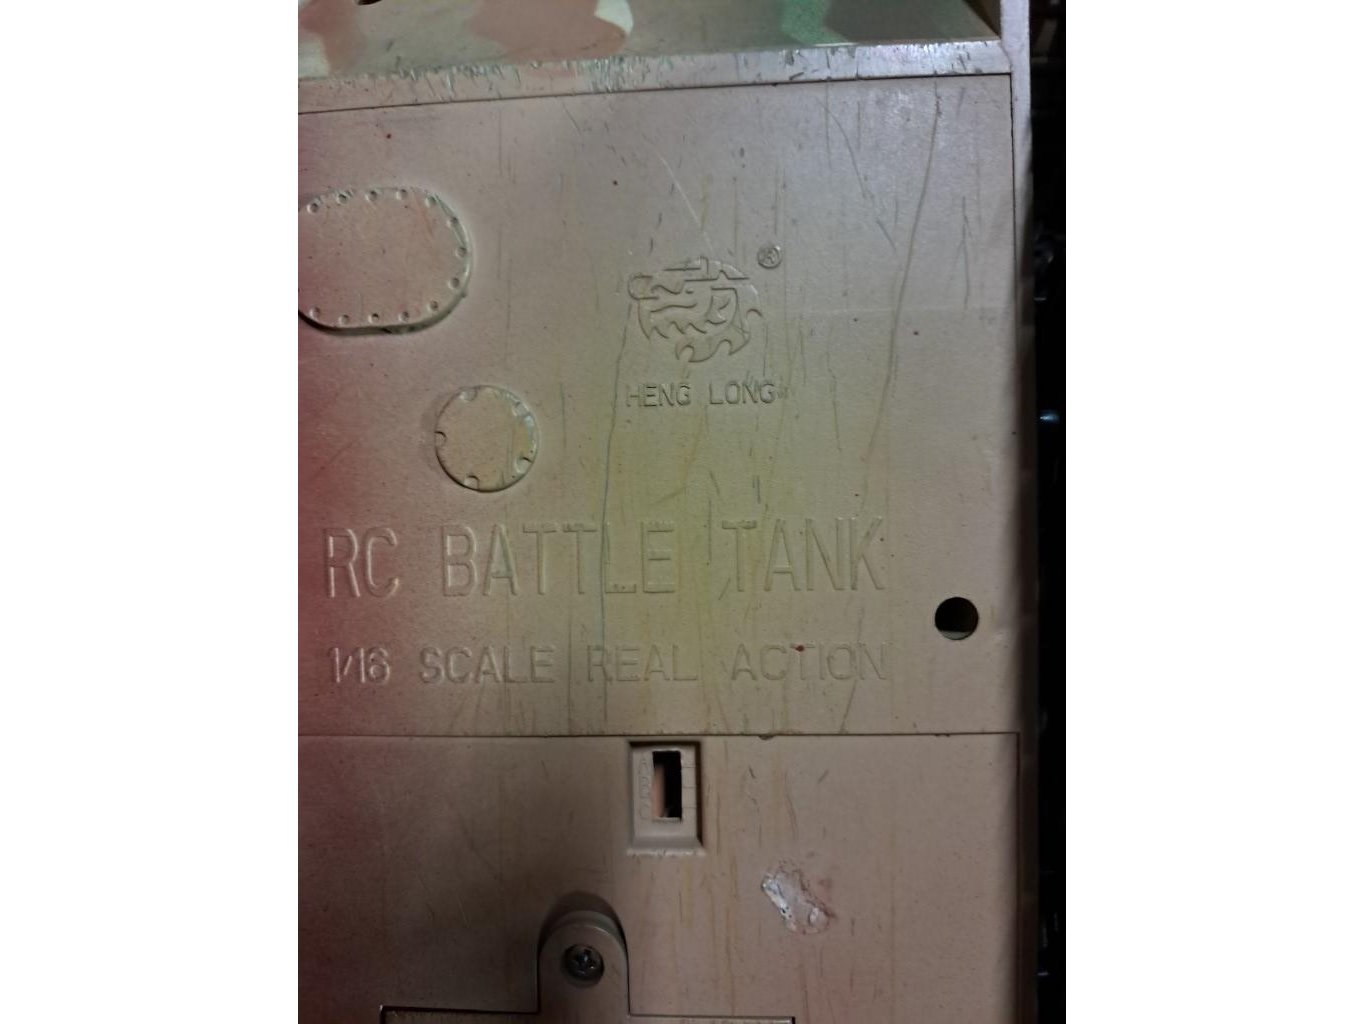 ®
HENG LONG
RC BATTLE TANK
1/16 SCALE REAL ACTION